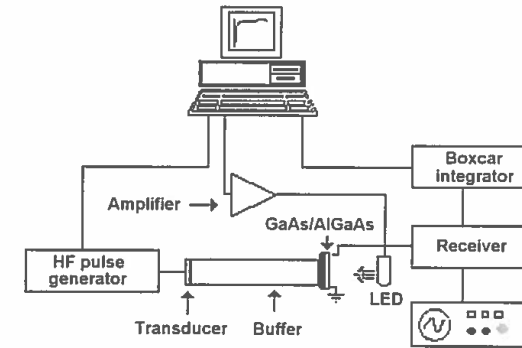 Boxcar
integrator
Amplifier
GaAs/AlGaAs
Receiver
HF pulse
generator
LED
Transducer
Buffer